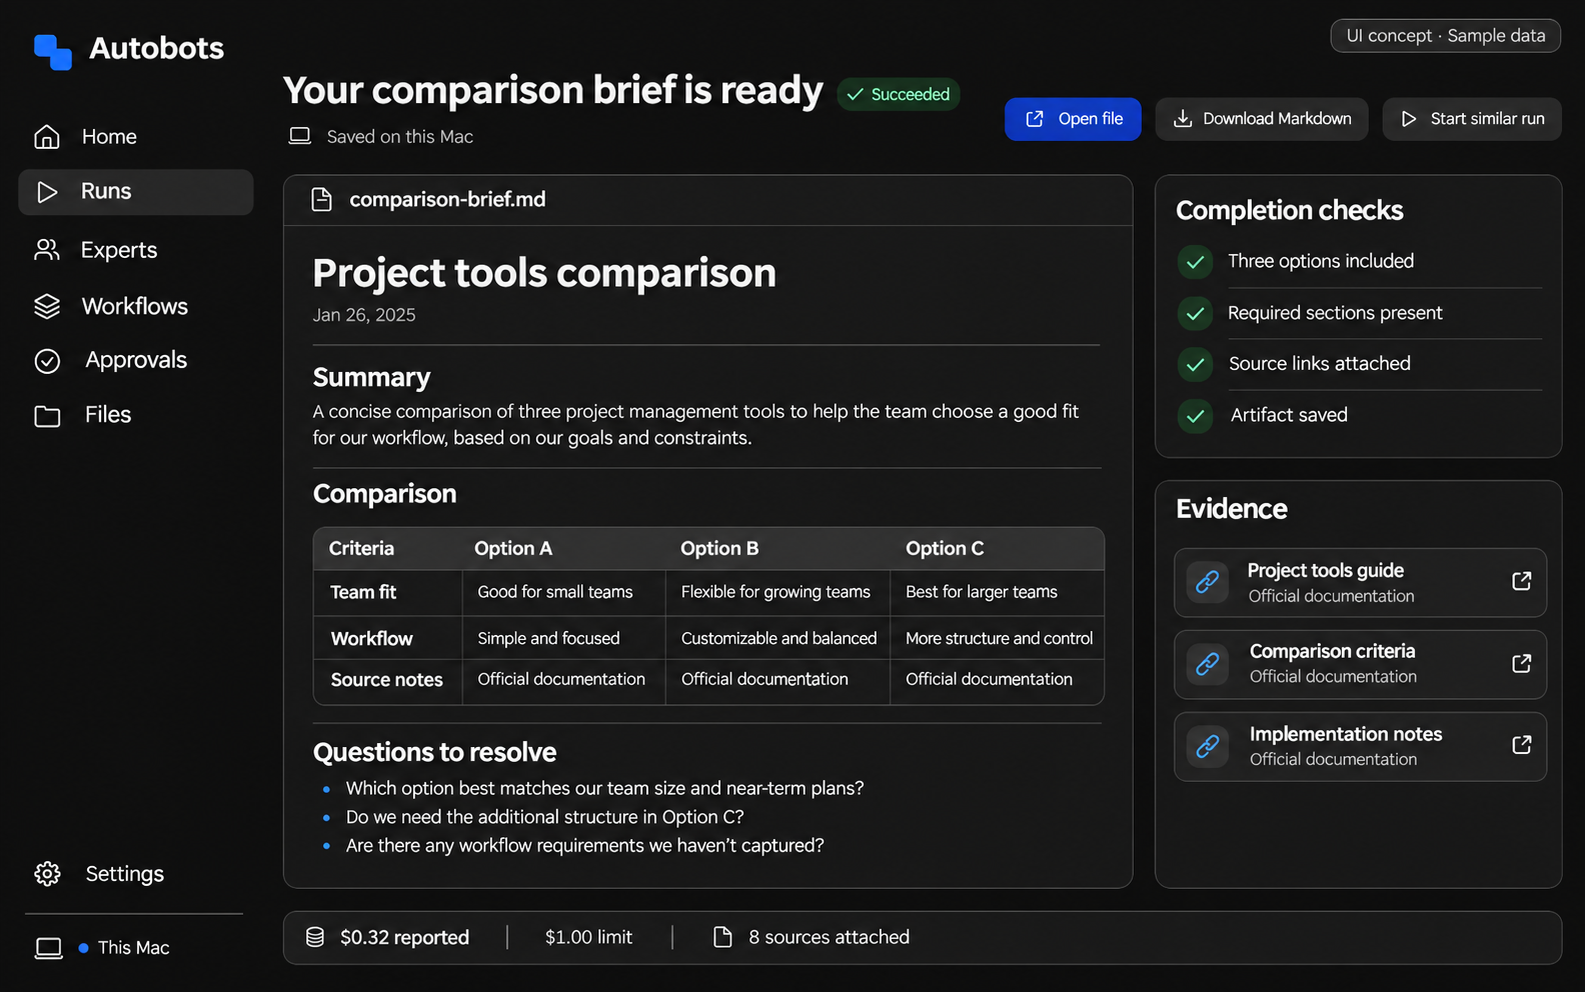 Autobots
UI concept · Sample data
Home
Runs
Experts
Workflows
Approvals
Files
Settings
This Mac
Your comparison brief is ready
Succeeded
Saved on this Mac
Open file
Download Markdown
Start similar run
comparison-brief.md
Project tools comparison
Jan 26, 2025
Summary
A concise comparison of three project management tools to help the team choose a good fit
for our workflow, based on our goals and constraints.
Comparison
Criteria Option A Option B Option C
Team fit Good for small teams Flexible for growing teams Best for larger teams
Workflow Simple and focused Customizable and balanced More structure and control
Source notes Official documentation Official documentation Official documentation
Questions to resolve
• Which option best matches our team size and near-term plans?
• Do we need the additional structure in Option C?
• Are there any workflow requirements we haven’t captured?
Completion checks
Three options included
Required sections present
Source links attached
Artifact saved
Evidence
Project tools guide
Official documentation
Comparison criteria
Official documentation
Implementation notes
Official documentation
$0.32 reported | $1.00 limit | 8 sources attached